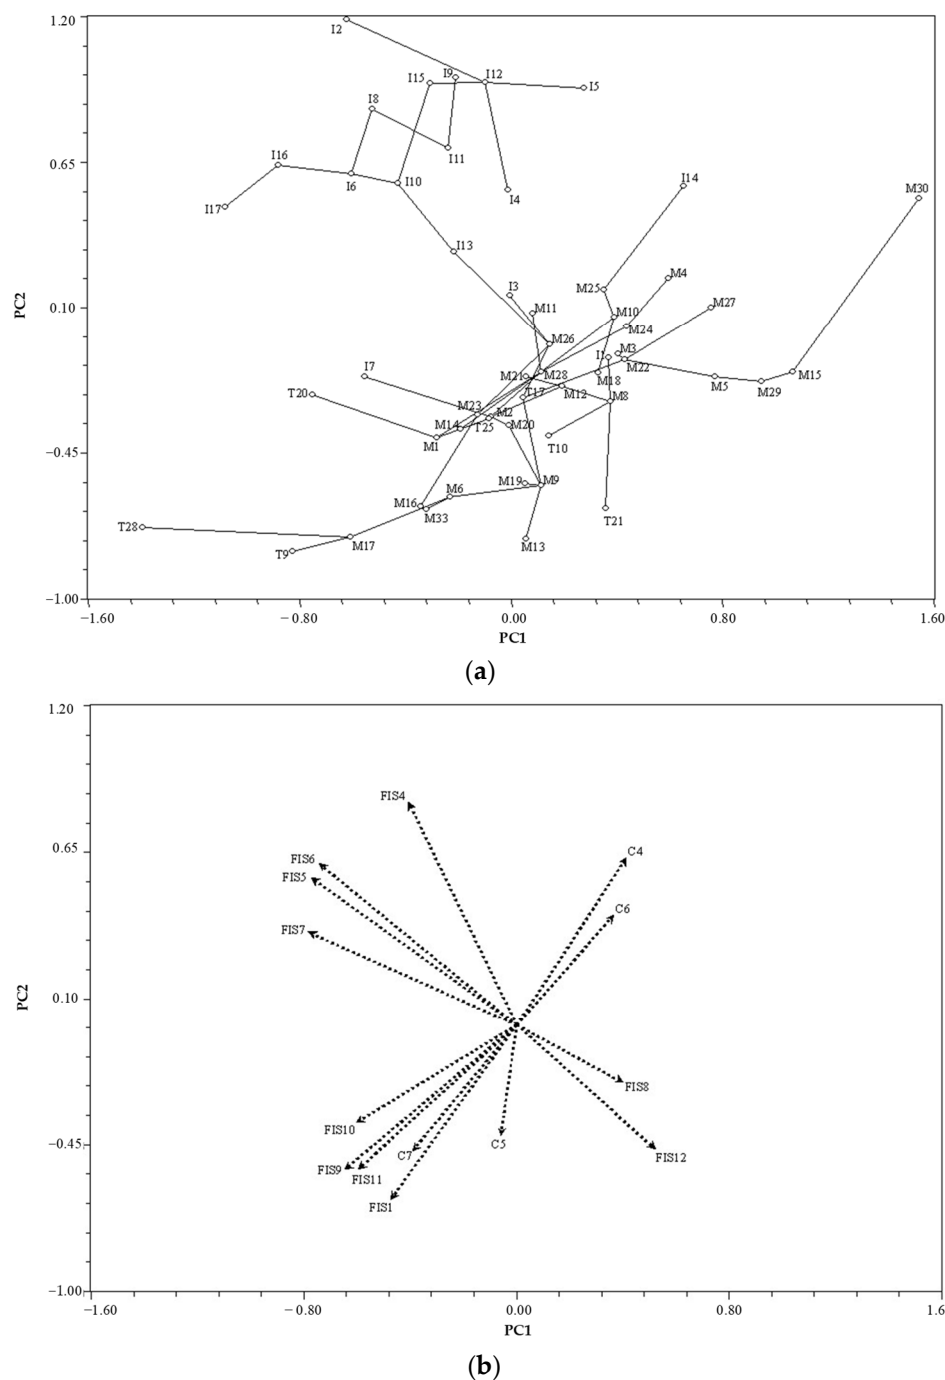 1.20
I2
I15
I9
I12
I5
I8
0.65
I16
I11
I6
I10
I4
I14
M30
I17
I13
M4
I3
M25
PC2
0.10
M11
M10
M27
M24
M26
I1
M3
I7
M21
M28
M18
M22
M5
M15
M29
T20
T17
M12
M8
M23
M2
M14
T25
M20
−0.45
M1
T10
M19
M9
M6
M16
M33
T21
T28
M17
M13
T9
−1.00
−1.60
−0.80
0.00
0.80
1.60
PC1
(a)
1.20
FIS4
0.65
FIS6
C4
FIS5
C6
FIS7
PC2
0.10
FIS8
FIS10
−0.45
C5
C7
FIS12
FIS9
FIS11
FIS1
−1.00
−1.60
−0.80
0.00
0.80
1.6
PC1
(b)